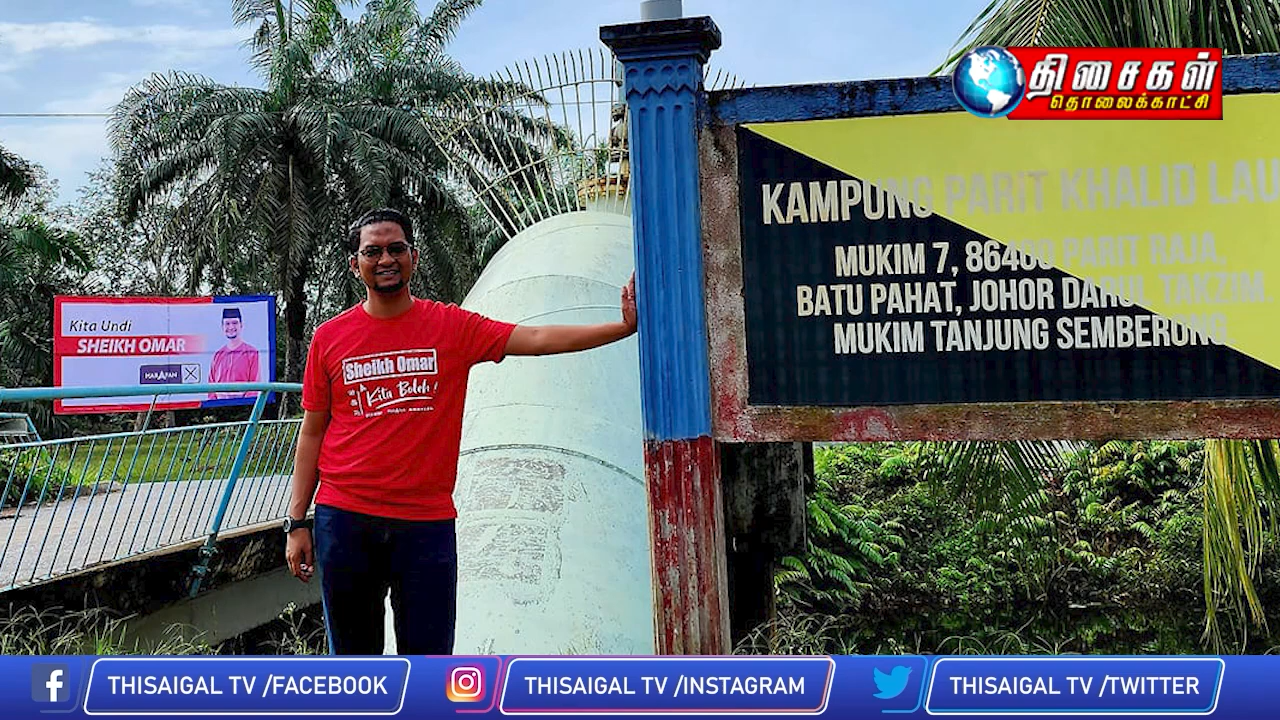 திசைகள்
தொலைக்காட்சி
KAMPUNG PARIT KHALID LAU
MUKIM 7, 86400 PARIT RAJA,
BATU PAHAT, JOHOR DARUL TAKZIM.
MUKIM TANJUNG SEMBERONG
Kita Undi
SHEIKH OMAR
HARAPAN
Sheikh Omar
Kita Boleh!
THISAIGAL TV /FACEBOOK
THISAIGAL TV /INSTAGRAM
THISAIGAL TV /TWITTER